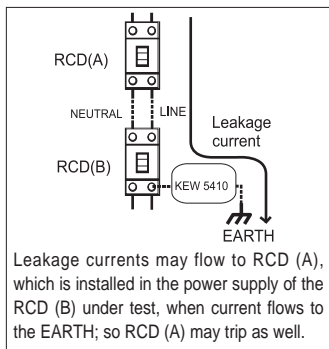 RCD(A)
NEUTRAL
LINE
Leakage
current
RCD(B)
KEW 5410
EARTH
Leakage currents may flow to RCD (A),
which is installed in the power supply of the
RCD (B) under test, when current flows to
the EARTH; so RCD (A) may trip as well.